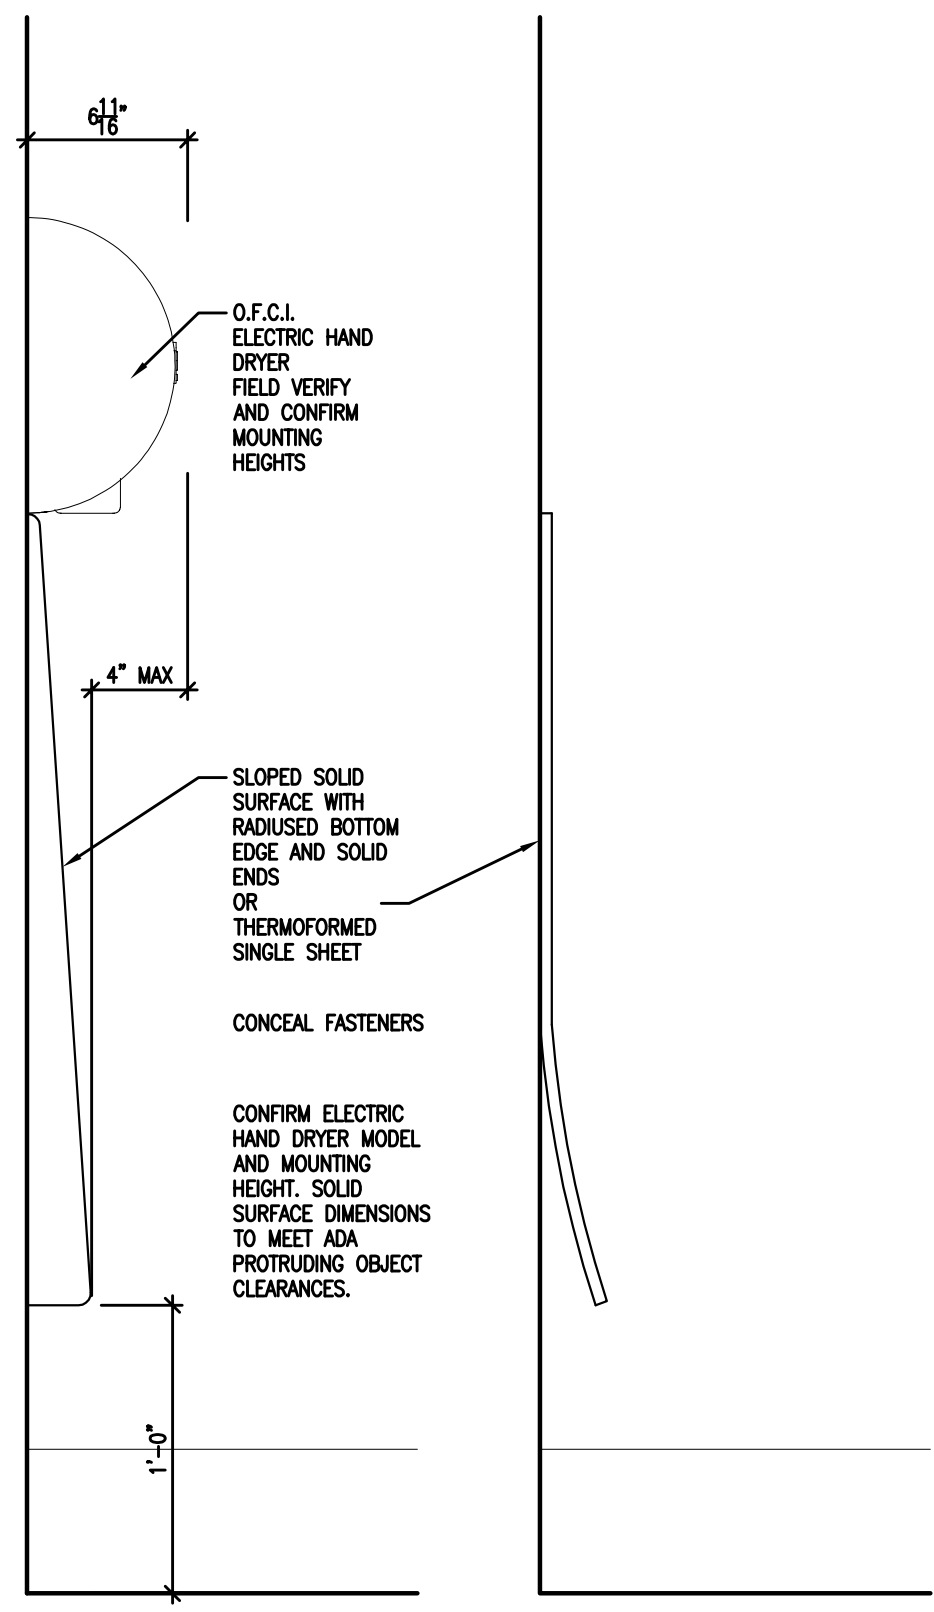 6 11/16"
O.F.C.I.
ELECTRIC HAND
DRYER
FIELD VERIFY
AND CONFIRM
MOUNTING
HEIGHTS
4" MAX
SLOPED SOLID
SURFACE WITH
RADIUSED BOTTOM
EDGE AND SOLID
ENDS
OR
THERMOFORMED
SINGLE SHEET
CONCEAL FASTENERS
CONFIRM ELECTRIC
HAND DRYER MODEL
AND MOUNTING
HEIGHT. SOLID
SURFACE DIMENSIONS
TO MEET ADA
PROTRUDING OBJECT
CLEARANCES.
1'-0"